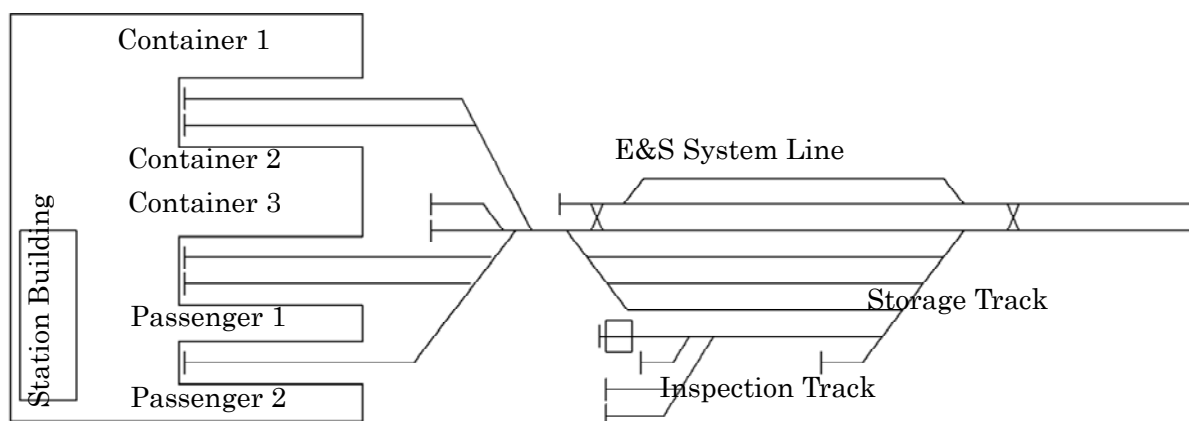 Container 1
Container 2
Container 3
Station Building
Passenger 1
Passenger 2
E&S System Line
Storage Track
Inspection Track